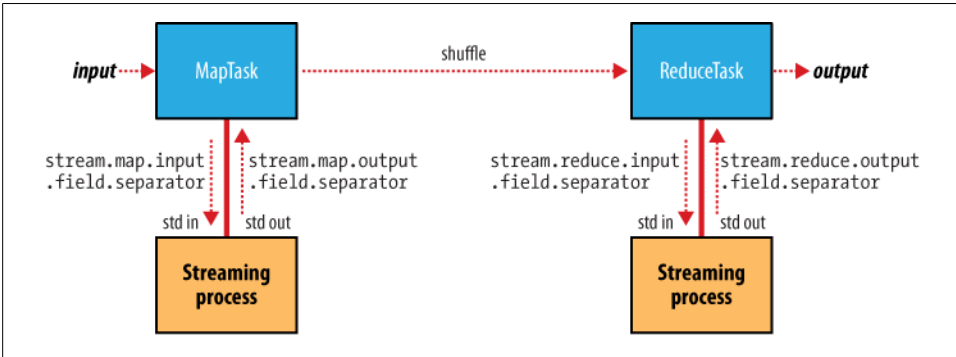 shuffle
input
MapTask
ReduceTask
output
stream.map.input
.field.separator
stream.map.output
.field.separator
stream.reduce.input
.field.separator
stream.reduce.output
.field.separator
std in
std out
std in
std out
Streaming
process
Streaming
process